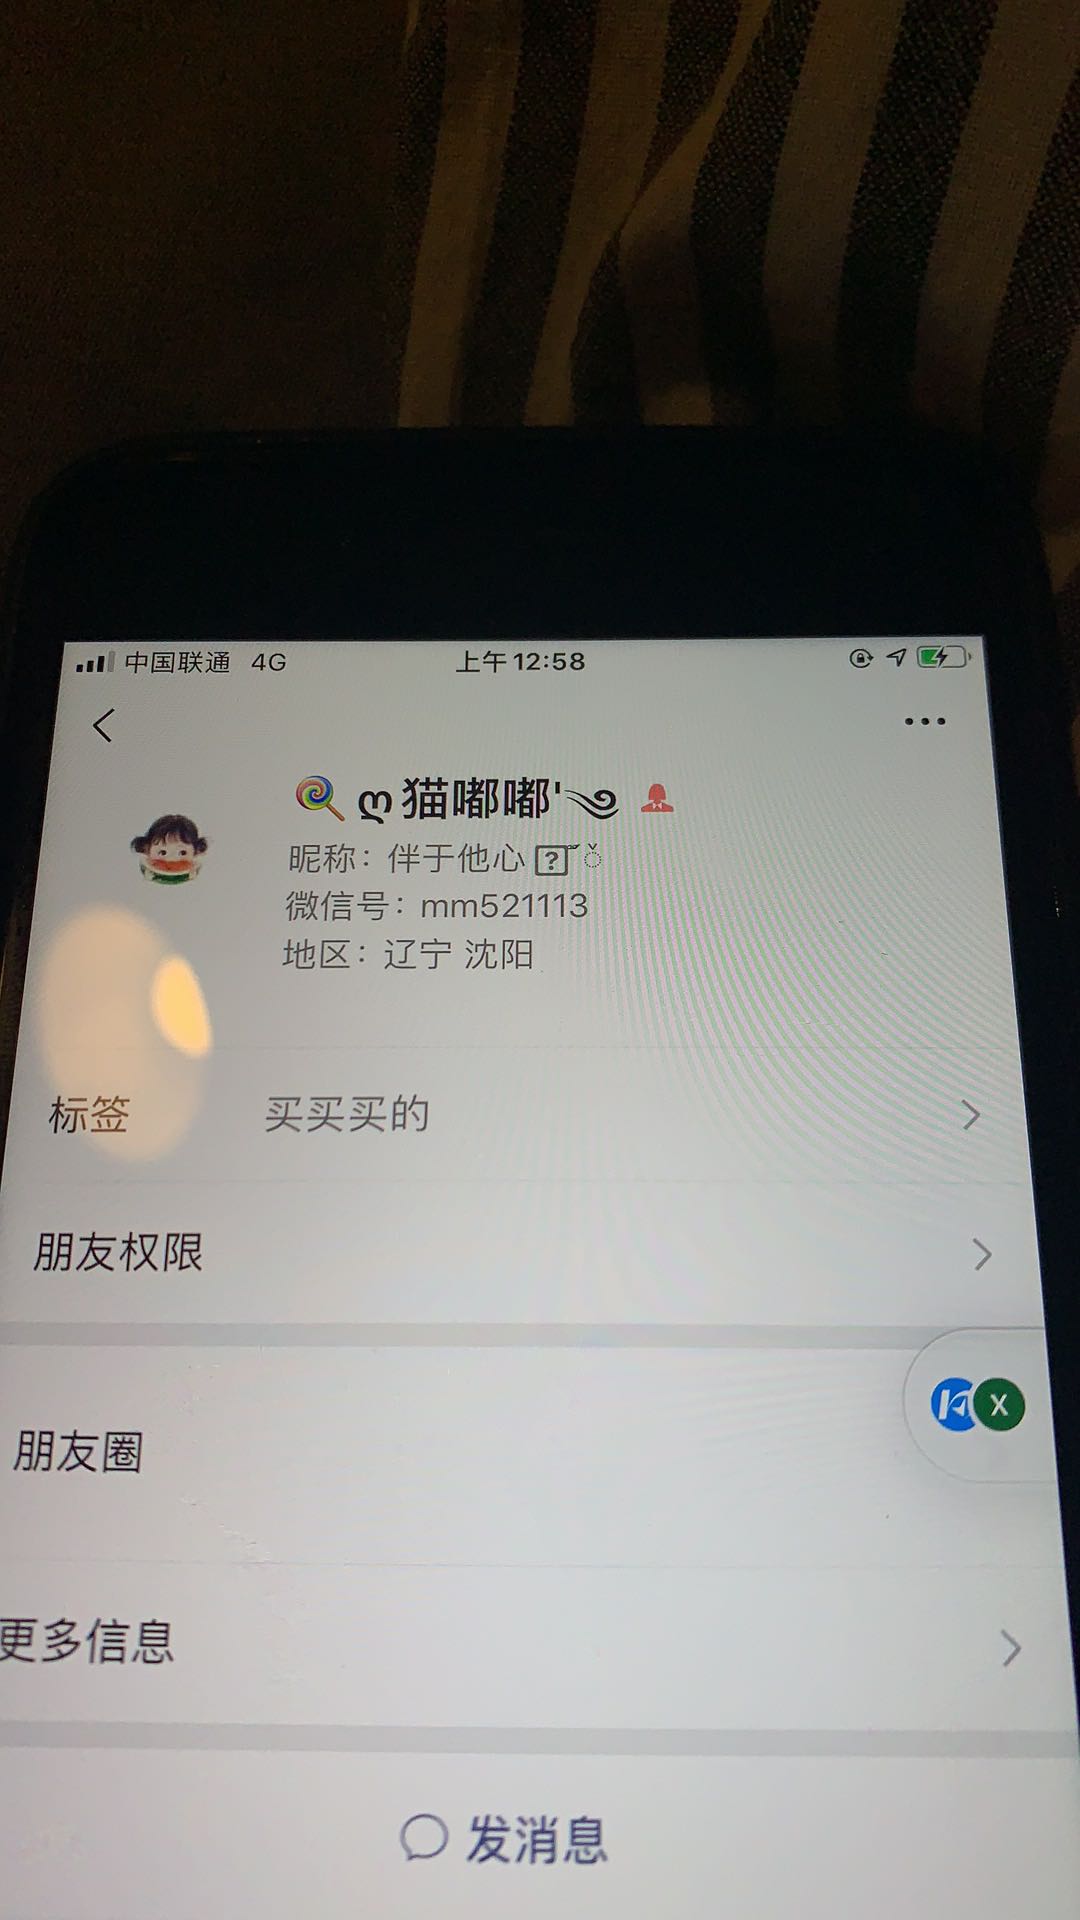 中国联通 4G 上午12:58
🍭 ღ 猫嘟嘟'༄
昵称：伴于他心
微信号：mm521113
地区：辽宁 沈阳
标签 买买买的
朋友权限
X
朋友圈
更多信息
发消息